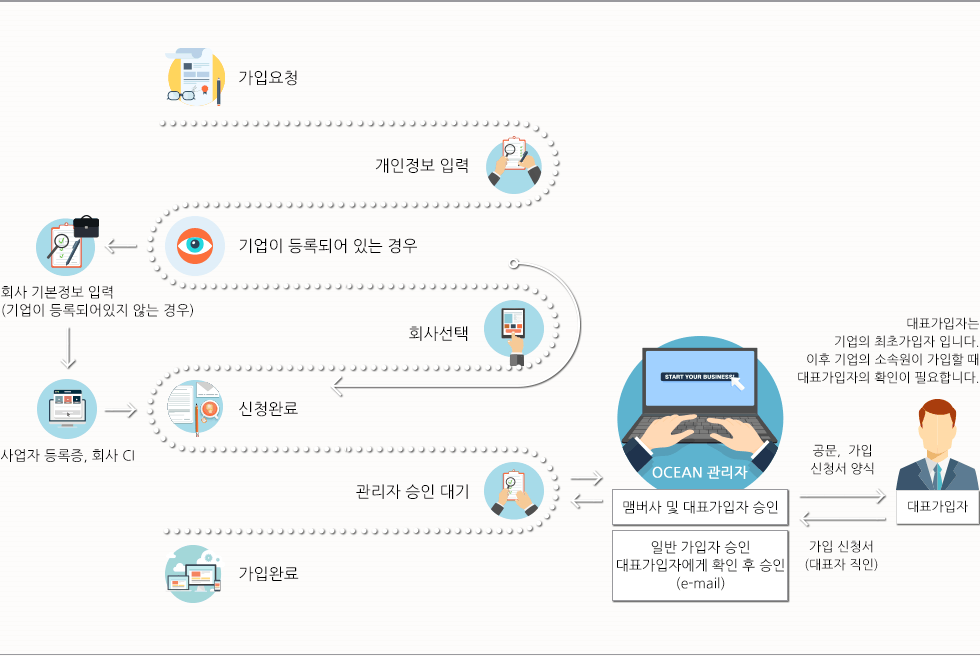 가입요청
개인정보 입력
기업이 등록되어 있는 경우
회사 기본정보 입력
(기업이 등록되어있지 않는 경우)
회사선택
사업자 등록증, 회사 CI
신청완료
관리자 승인 대기
가입완료
START YOUR BUSINESS!
OCEAN 관리자
맴버사 및 대표가입자 승인
일반 가입자 승인
대표가입자에게 확인 후 승인
(e-mail)
대표가입자는
기업의 최초가입자 입니다.
이후 기업의 소속원이 가입할 때
대표가입자의 확인이 필요합니다.
공문, 가입
신청서 양식
대표가입자
가입 신청서
(대표자 직인)